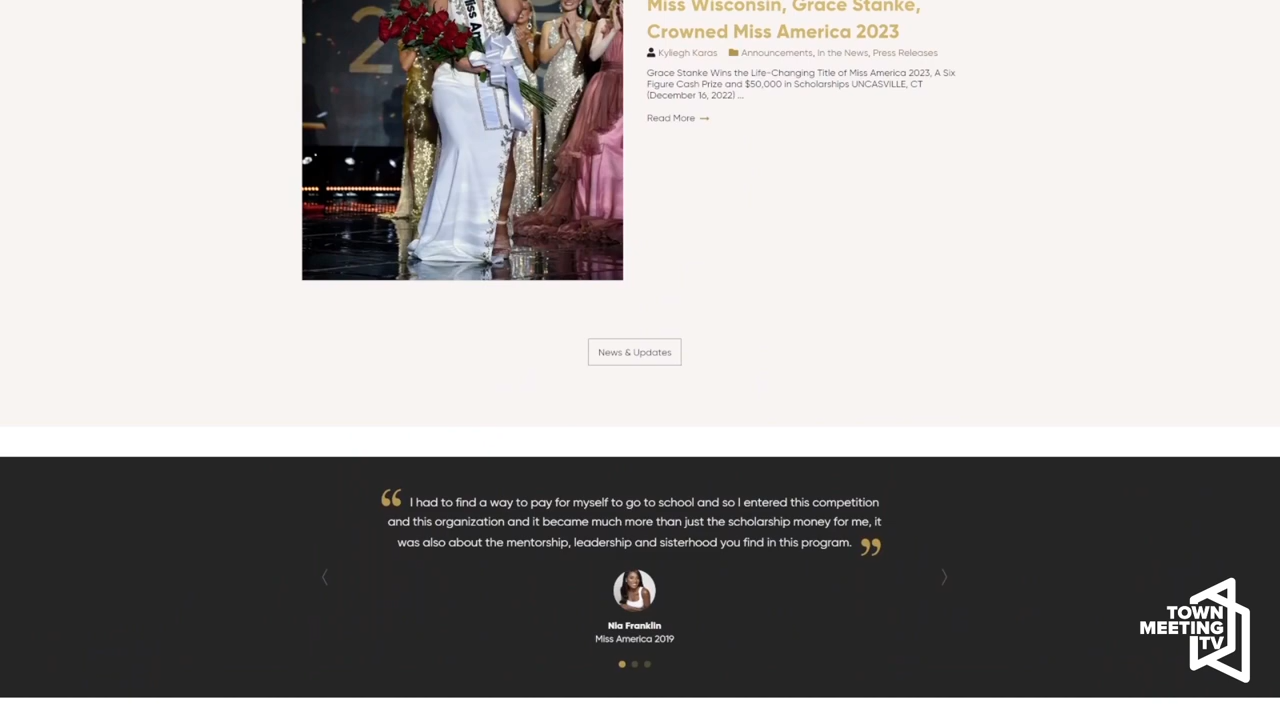 Miss Wisconsin, Grace Stanke,
Crowned Miss America 2023
Kyliegh Karas Announcements, In the News, Press Releases
Grace Stanke Wins the Life-Changing Title of Miss America 2023, A Six
Figure Cash Prize and $50,000 in Scholarships UNCASVILLE, CT
(December 16, 2022) ...
Read More →
2
Miss Am
News & Updates
“ I had to find a way to pay for myself to go to school and so I entered this competition
and this organization and it became much more than just the scholarship money for me, it
was also about the mentorship, leadership and sisterhood you find in this program. ”
Nia Franklin
Miss America 2019
TOWN
MEETING
TV